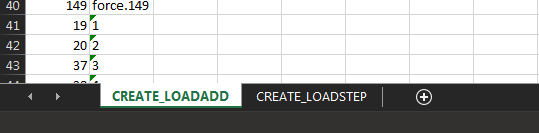 40 149 force.149
41 19 1
42 20 2
43 37 3
CREATE_LOADADD CREATE_LOADSTEP